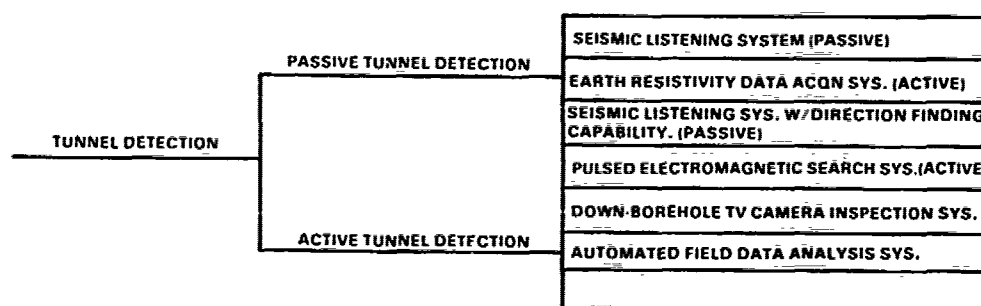 SEISMIC LISTENING SYSTEM (PASSIVE)
PASSIVE TUNNEL DETECTION
EARTH RESISTIVITY DATA ACQN SYS. (ACTIVE)
SEISMIC LISTENING SYS. W/DIRECTION FINDING
CAPABILITY. (PASSIVE)
TUNNEL DETECTION
PULSED ELECTROMAGNETIC SEARCH SYS.(ACTIVE
DOWN-BOREHOLE TV CAMERA INSPECTION SYS.
ACTIVE TUNNEL DETECTION
AUTOMATED FIELD DATA ANALYSIS SYS.